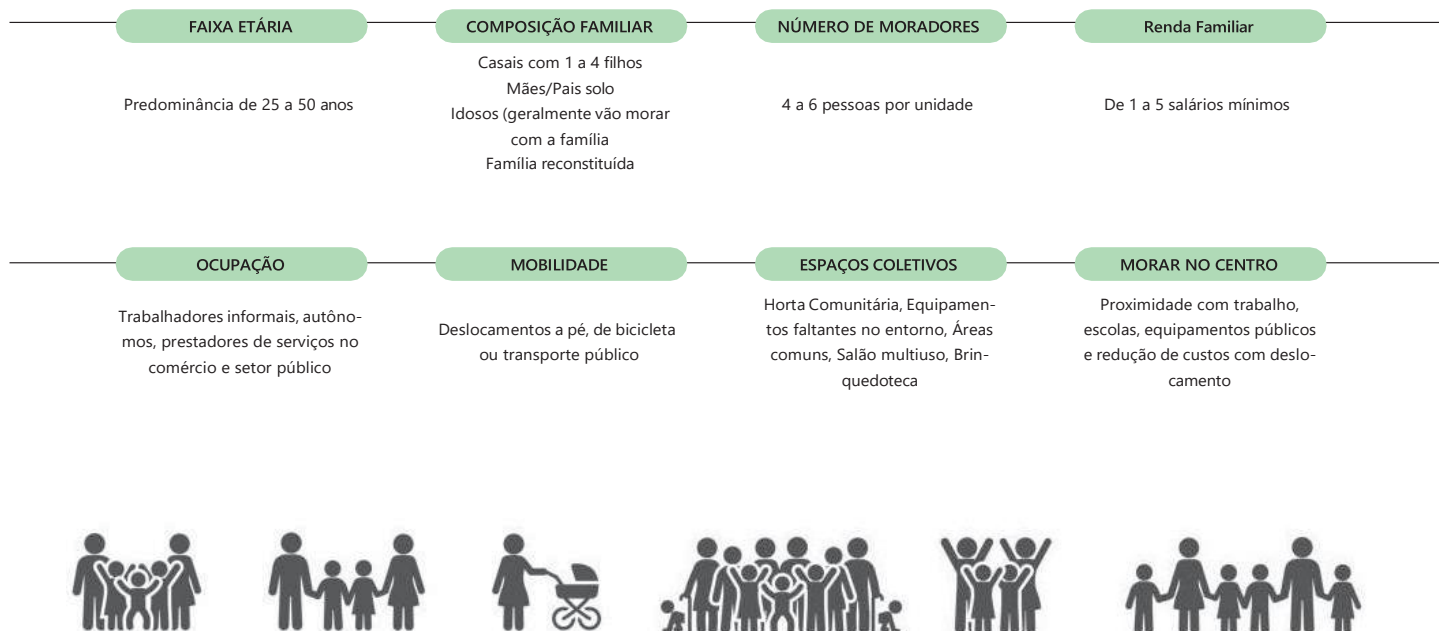 FAIXA ETÁRIA
Predominância de 25 a 50 anos
COMPOSIÇÃO FAMILIAR
Casais com 1 a 4 filhos
Mães/Pais solo
Idosos (geralmente vão morar
com a família
Família reconstituída
NÚMERO DE MORADORES
4 a 6 pessoas por unidade
Renda Familiar
De 1 a 5 salários mínimos
OCUPAÇÃO
Trabalhadores informais, autôno-
mos, prestadores de serviços no
comércio e setor público
MOBILIDADE
Deslocamentos a pé, de bicicleta
ou transporte público
ESPAÇOS COLETIVOS
Horta Comunitária, Equipamen-
tos faltantes no entorno, Áreas
comuns, Salão multiuso, Brin-
quedoteca
MORAR NO CENTRO
Proximidade com trabalho,
escolas, equipamentos públicos
e redução de custos com deslo-
camento